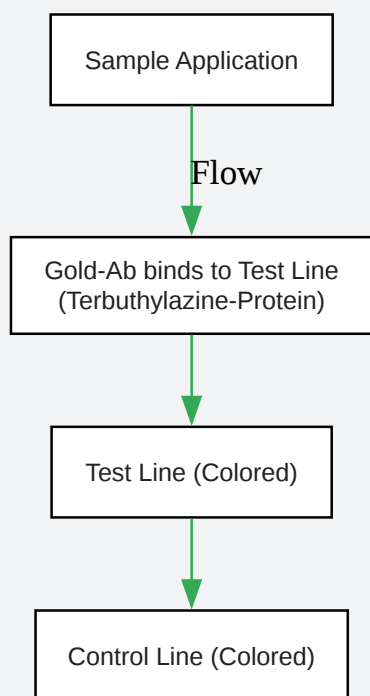 Sample Application
Flow
Gold-Ab binds to Test Line
(Terbuthylazine-Protein)
Test Line (Colored)
Control Line (Colored)